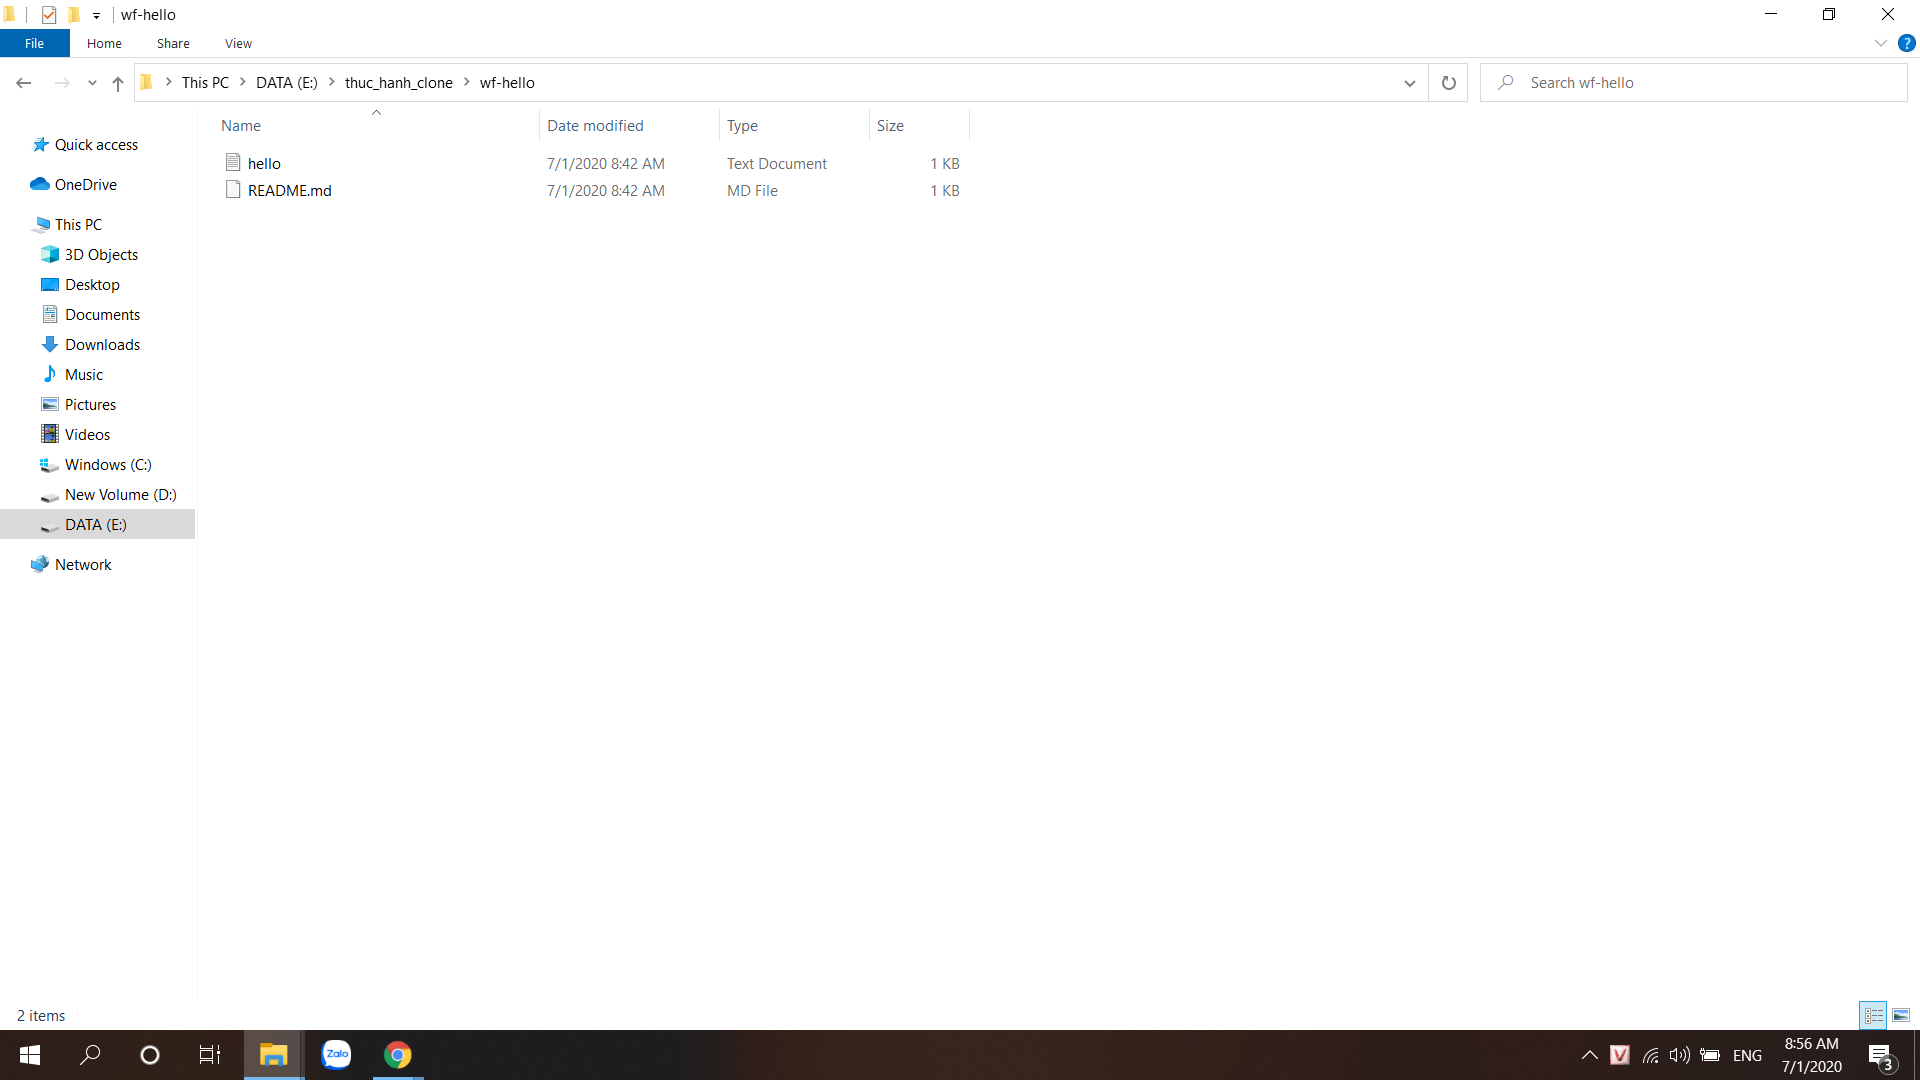 wf-hello
File Home Share View
This PC DATA (E:) thuc_hanh_clone wf-hello
Search wf-hello
Name Date modified Type Size
hello 7/1/2020 8:42 AM Text Document 1 KB
README.md 7/1/2020 8:42 AM MD File 1 KB
Quick access
OneDrive
This PC
3D Objects
Desktop
Documents
Downloads
Music
Pictures
Videos
Windows (C:)
New Volume (D:)
DATA (E:)
Network
2 items
Zalo
V
ENG
8:56 AM
7/1/2020
3